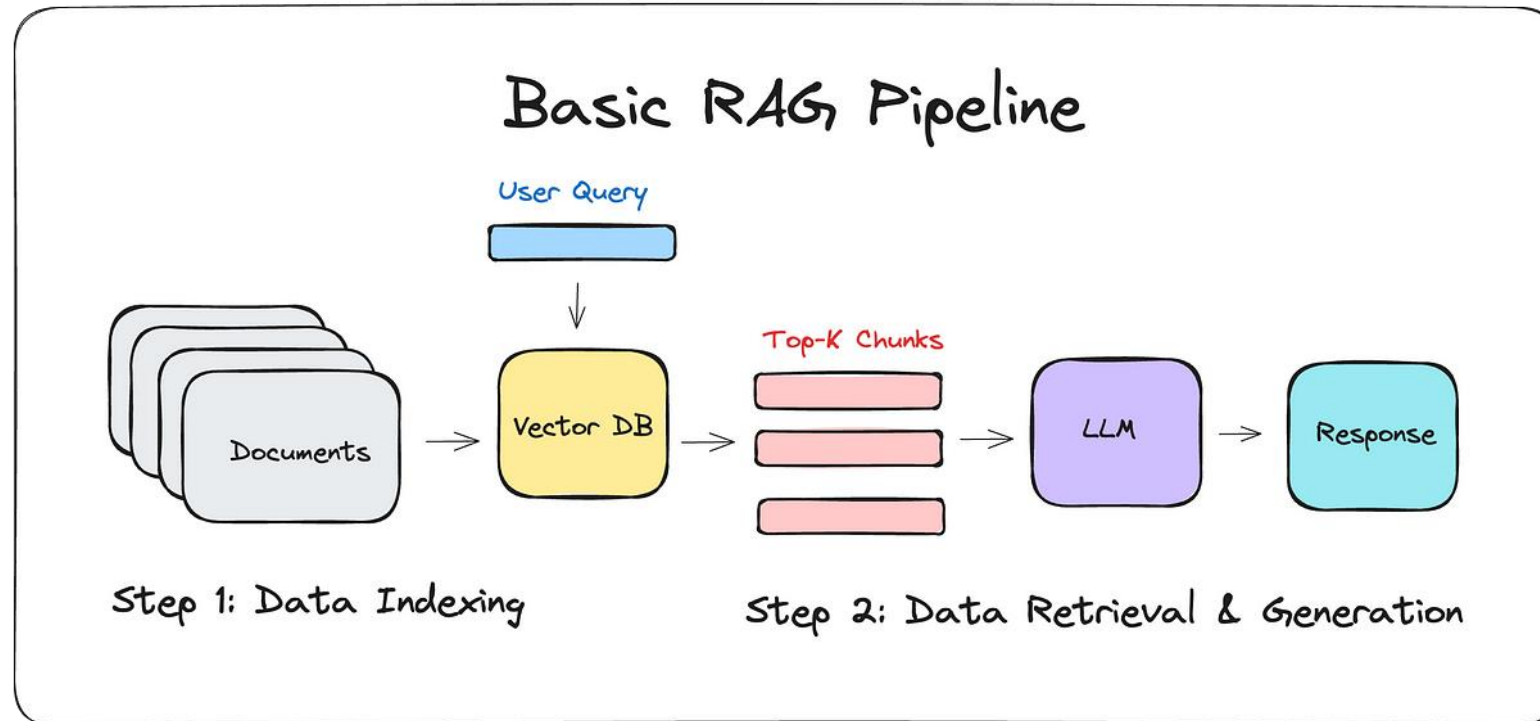 Basic RAG Pipeline
User Query
Top-K Chunks
Documents
Vector DB
LLM
Response
Step 1: Data Indexing
Step 2: Data Retrieval & Generation